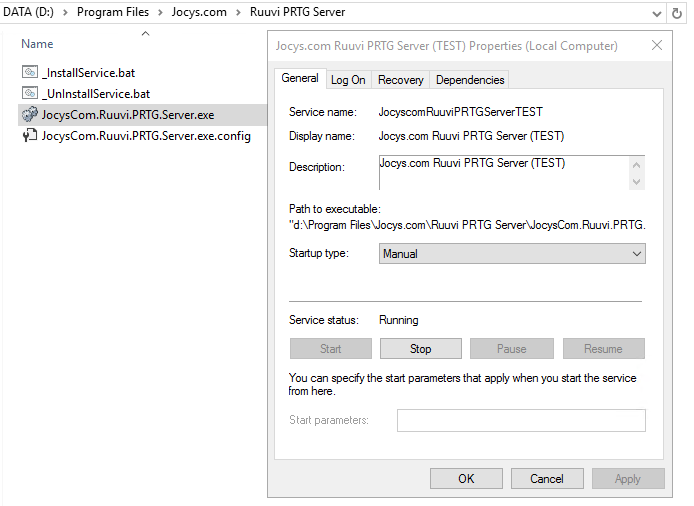 DATA (D:) > Program Files > Jocys.com > Ruuvi PRTG Server
Name
_InstallService.bat
_UnInstallService.bat
JocysCom.Ruuvi.PRTG.Server.exe
JocysCom.Ruuvi.PRTG.Server.exe.config
Jocys.com Ruuvi PRTG Server (TEST) Properties (Local Computer)
General Log On Recovery Dependencies
Service name: JocyscomRuuviPRTGServerTEST
Display name: Jocys.com Ruuvi PRTG Server (TEST)
Description: Jocys.com Ruuvi PRTG Server (TEST)
Path to executable:
"d:\Program Files\Jocys.com\Ruuvi PRTG Server\JocysCom.Ruuvi.PRTG.
Startup type: Manual
Service status: Running
Start Stop Pause Resume
You can specify the start parameters that apply when you start the service
from here.
Start parameters:
OK Cancel Apply